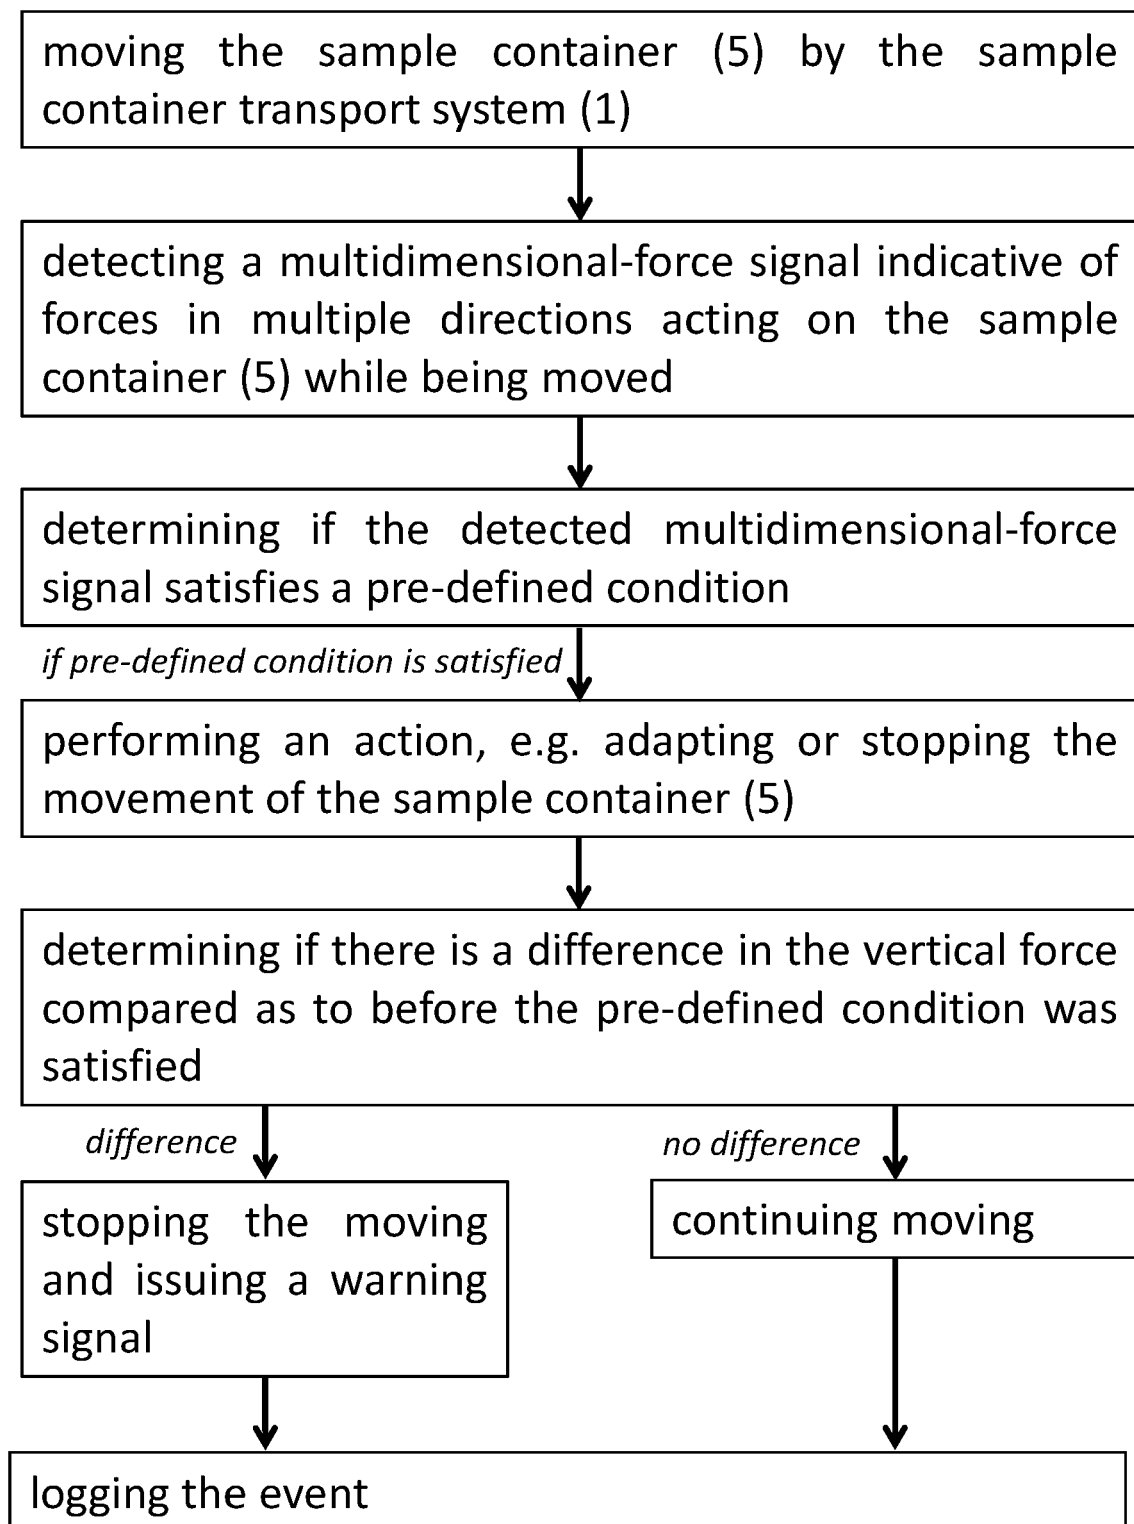 moving the sample container (5) by the sample
container transport system (1)
detecting a multidimensional-force signal indicative of
forces in multiple directions acting on the sample
container (5) while being moved
determining if the detected multidimensional-force
signal satisfies a pre-defined condition
if pre-defined condition is satisfied
performing an action, e.g. adapting or stopping the
movement of the sample container (5)
determining if there is a difference in the vertical force
compared as to before the pre-defined condition was
satisfied
difference
no difference
stopping the moving
and issuing a warning
signal
continuing moving
logging the event